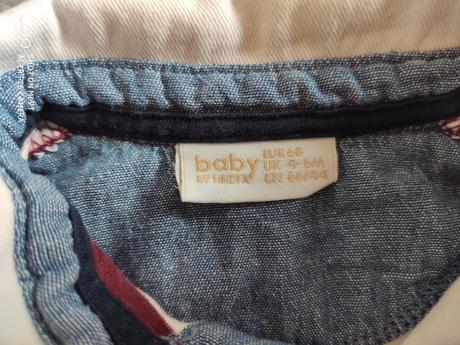 baby
BY LINDEX
EUR 68
UK 4-6M
CN 66/44